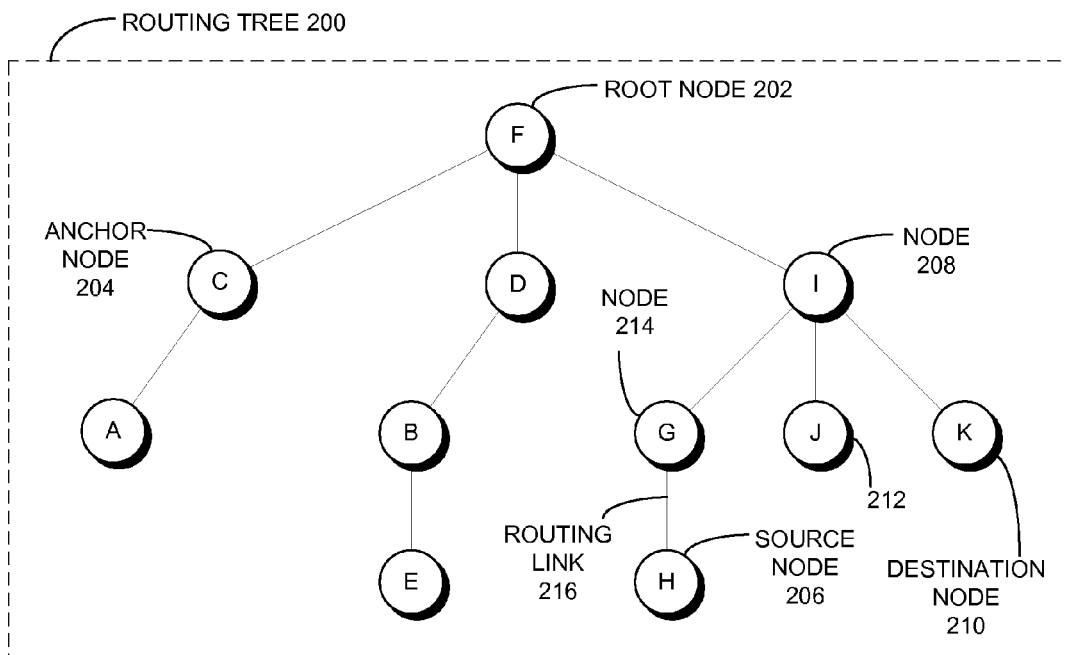 ROUTING TREE 200
ROOT NODE 202
F
ANCHOR
NODE
204
C
D
I
NODE
208
NODE
214
A
B
G
J
K
212
ROUTING
LINK
216
E
H
SOURCE
NODE
206
DESTINATION
NODE
210